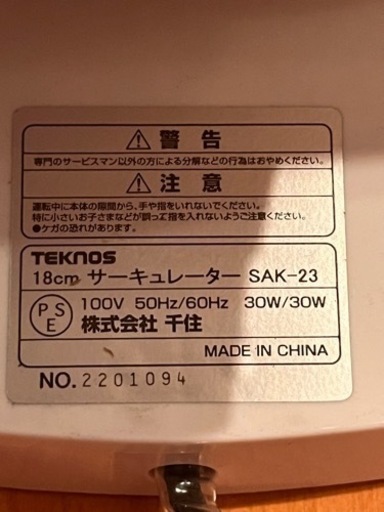 ⚠ 警告
専門のサービスマン以外の方による分解などの行為はおやめください。
⚠ 注意
運転中に本体の隙間から、手や指をいれないでください。
特に小さいお子さまなどが誤って指を入れないようご注意ください。
●ケガの恐れがあります。
TEKNOS
18cm サーキュレーター SAK-23
PSE
100V 50Hz/60Hz 30W/30W
株式会社 千住
MADE IN CHINA
NO. 2201094